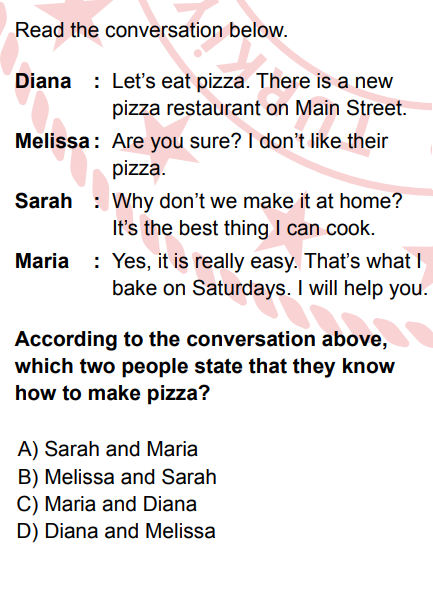 Read the conversation below.
Diana : Let's eat pizza. There is a new
pizza restaurant on Main Street.
Melissa : Are you sure? I don't like their
pizza.
Sarah : Why don't we make it at home?
It's the best thing I can cook.
Maria : Yes, it is really easy. That's what I
bake on Saturdays. I will help you.
According to the conversation above,
which two people state that they know
how to make pizza?
A) Sarah and Maria
B) Melissa and Sarah
C) Maria and Diana
D) Diana and Melissa